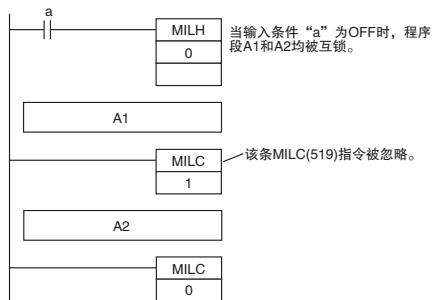 a
MILH
0
当输入条件“a”为OFF时，程序
段A1和A2均被互锁。
A1
MILC
1
该条MILC(519)指令被忽略。
A2
MILC
0